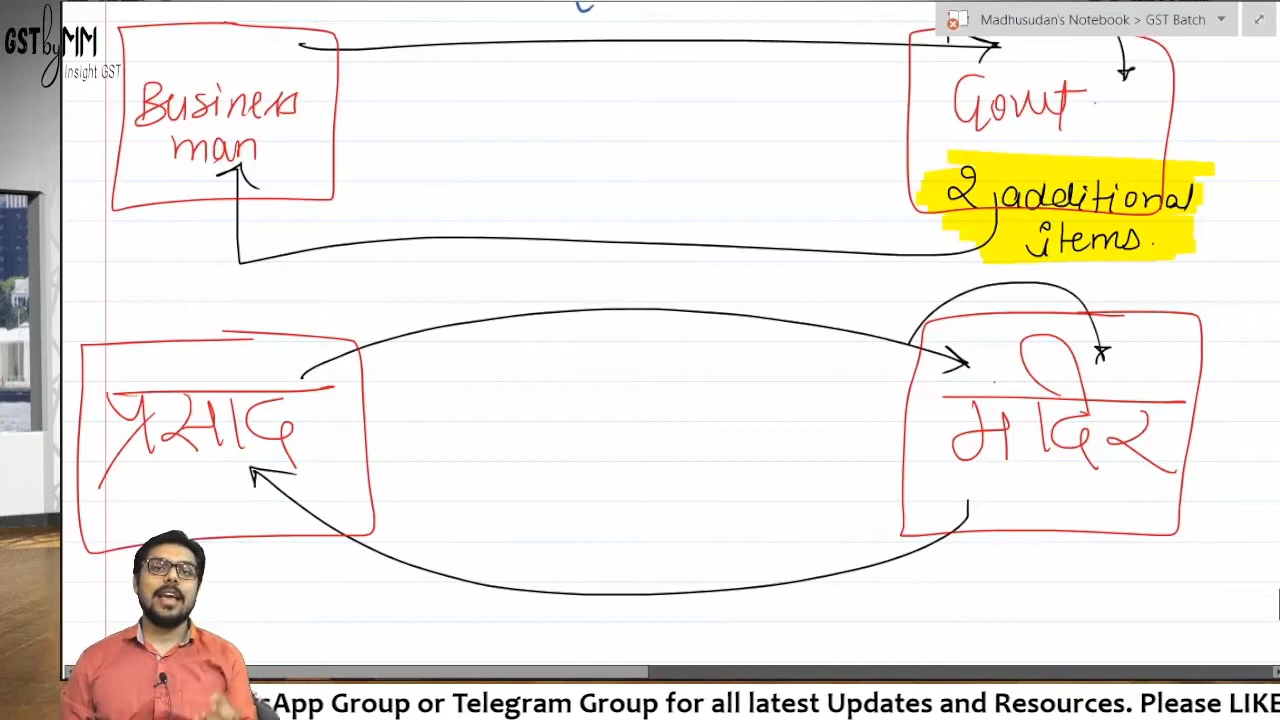 GST by MM
Insight GST
Madhusudan's Notebook > GST Batch
Business
man
Govt.
2 additional
items.
प्रसाद
मंदिर
sApp Group or Telegram Group for all latest Updates and Resources. Please LIKE